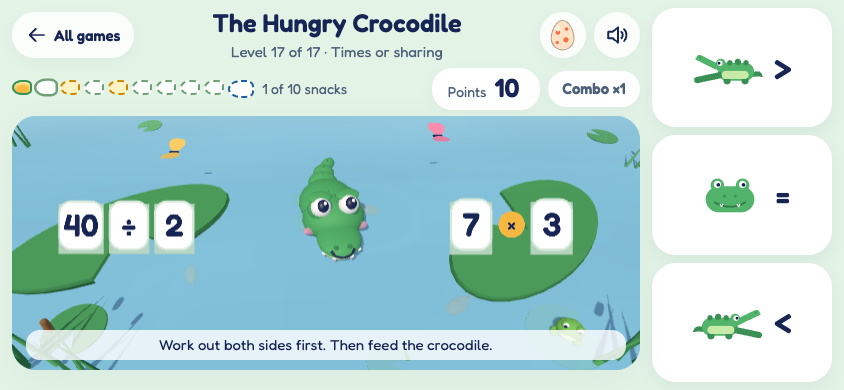 All games
The Hungry Crocodile
Level 17 of 17 · Times or sharing
1 of 10 snacks
Points 10
Combo ×1
40 ÷ 2
7 × 3
Work out both sides first. Then feed the crocodile.
>
=
<